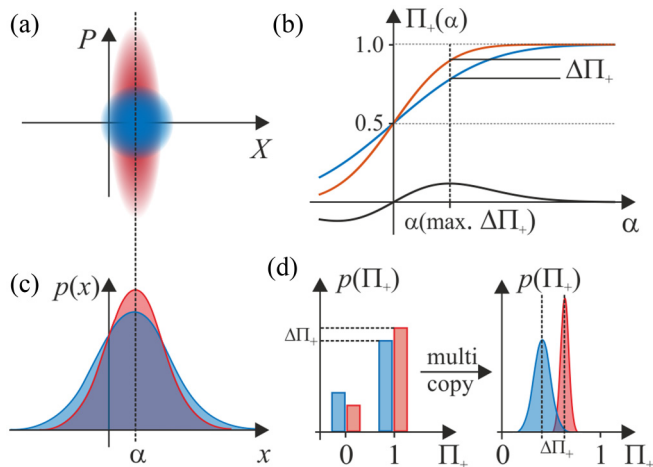 (a)
P
X
(b)
Π₊(α)
1.0
0.5
ΔΠ₊
α(max. ΔΠ₊)
α
(c)
p(x)
α
x
(d)
p(Π₊)
ΔΠ₊
0
1
Π₊
multi
copy
p(Π₊)
0
ΔΠ₊
1
Π₊